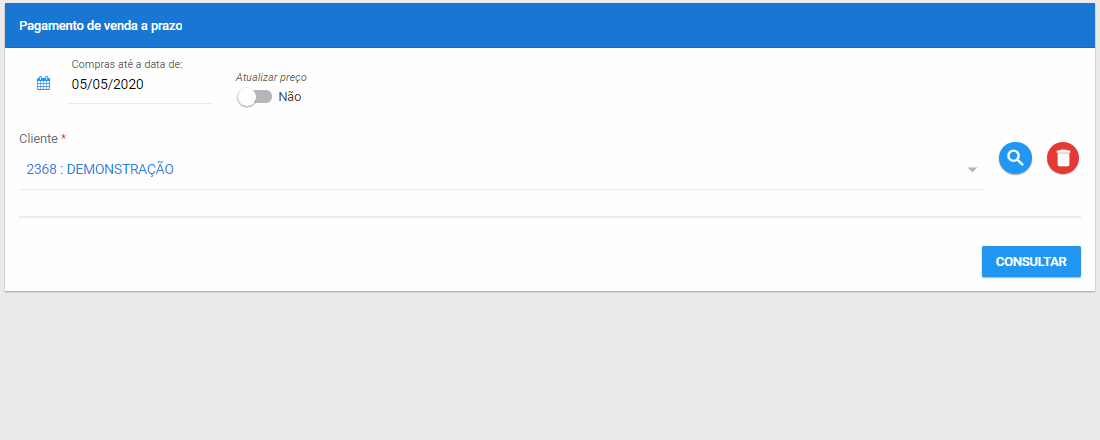 Pagamento de venda a prazo
Compras até a data de:
05/05/2020
Atualizar preço
Não
Cliente *
2368 : DEMONSTRAÇÃO
CONSULTAR